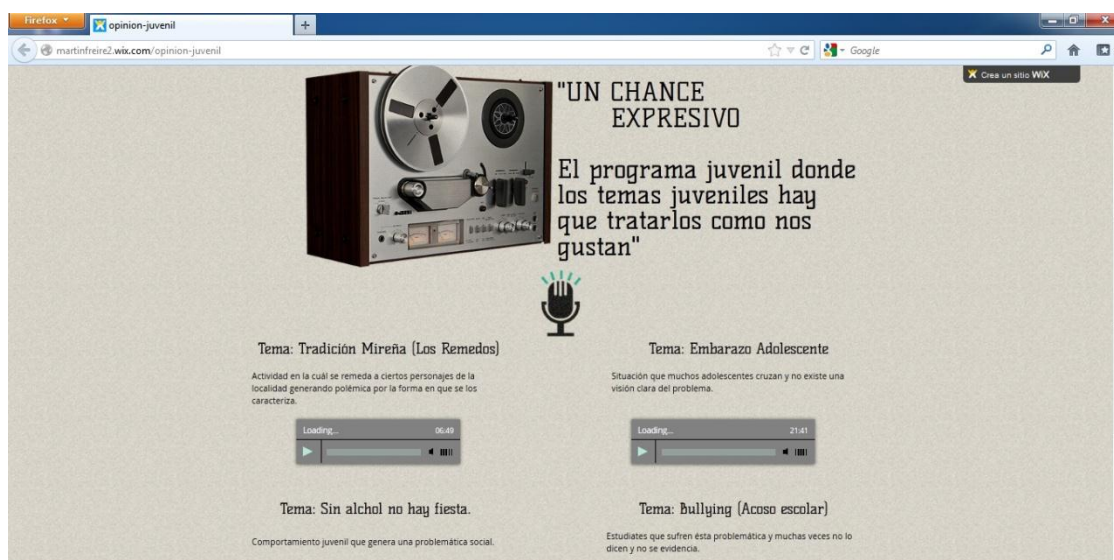 Firefox
opinion-juvenil
martinfreire2.wix.com/opinion-juvenil
Google
Crea un sitio WiX
"UN CHANCE
EXPRESIVO
El programa juvenil donde
los temas juveniles hay
que tratarlos como nos
gustan"
Tema: Tradición Mireña (Los Remedos)
Actividad en la cuál se remeda a ciertos personajes de la
localidad generando polémica por la forma en que se los
caracteriza.
Loading... 06:49
Tema: Embarazo Adolescente
Situación que muchos adolescentes cruzan y no existe una
visión clara del problema.
Loading... 21:41
Tema: Sin alchol no hay fiesta.
Comportamiento juvenil que genera una problemática social.
Tema: Bullying (Acoso escolar)
Estudiates que sufren ésta problemática y muchas veces no lo
dicen y no se evidencia.